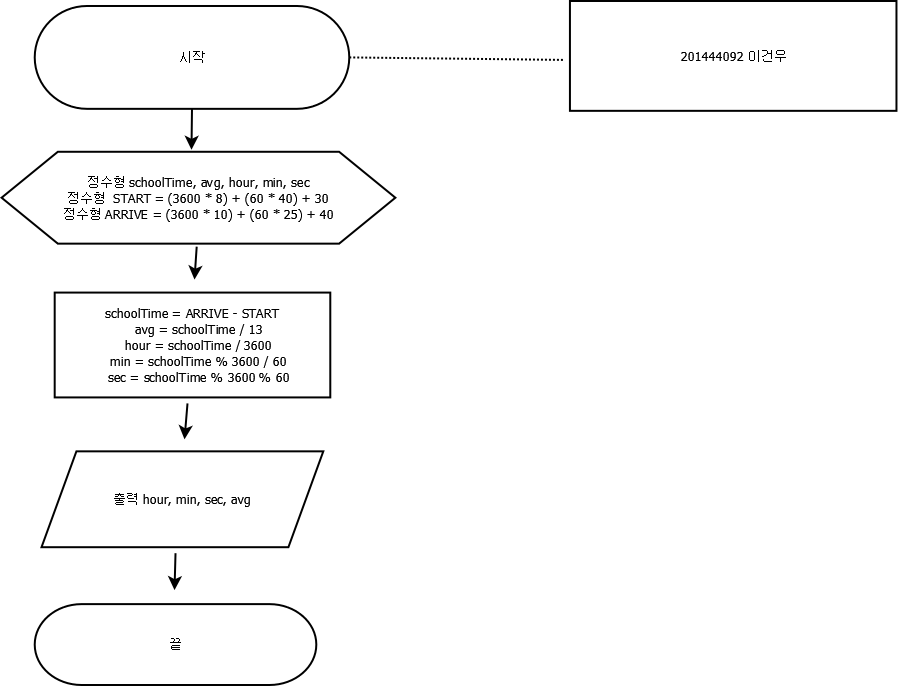 시작
201444092 이건우
정수형 schoolTime, avg, hour, min, sec
정수형 START = (3600 * 8) + (60 * 40) + 30
정수형 ARRIVE = (3600 * 10) + (60 * 25) + 40
schoolTime = ARRIVE - START
avg = schoolTime / 13
hour = schoolTime / 3600
min = schoolTime % 3600 / 60
sec = schoolTime % 3600 % 60
출력 hour, min, sec, avg
끝